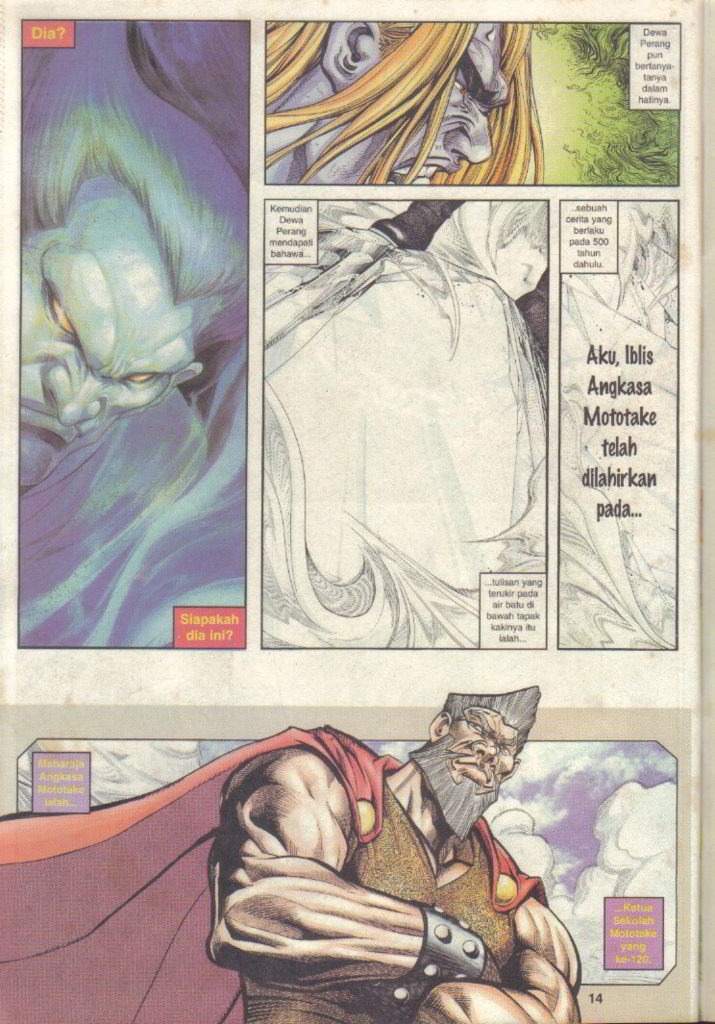 Dia?
Dewa
Perang
pun
bertanya-
tanya
dalam
hatinya.
Kemudian
Dewa
Perang
mendapati
bahawa...
...sebuah
cerita yang
berlaku
pada 500
tahun
dahulu.
Aku, Iblis
Angkasa
Mototake
telah
dilahirkan
pada...
...tulisan yang
terukir pada
air batu di
bawah tapak
kakinya itu
ialah...
Siapakah
dia ini?
Maharaja
Angkasa
Mototake
ialah...
...Ketua
Sekolah
Mototake
yang
ke-120.
14